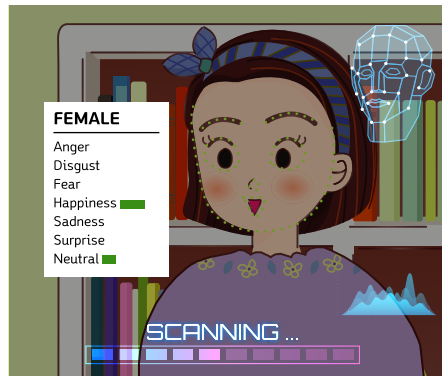 FEMALE
Anger
Disgust
Fear
Happiness
Sadness
Surprise
Neutral
SCANNING ...